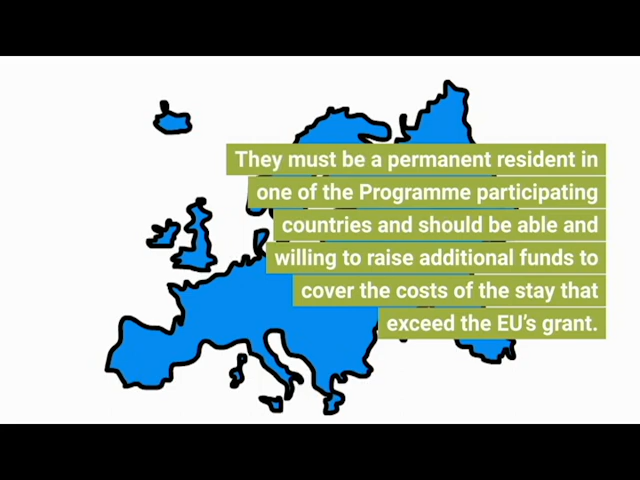 They must be a permanent resident in
one of the Programme participating
countries and should be able and
willing to raise additional funds to
cover the costs of the stay that
exceed the EU’s grant.